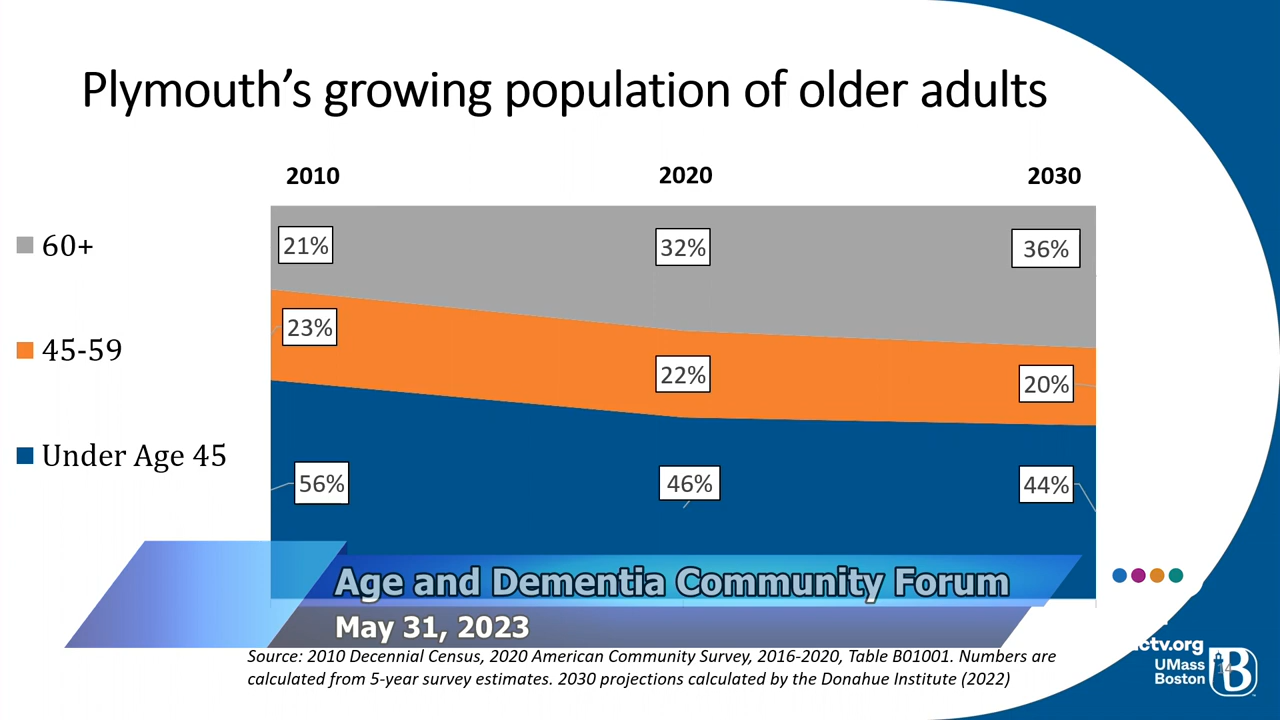 Plymouth's growing population of older adults
2010 2020 2030
60+
21% 32% 36%
45-59
23% 22% 20%
Under Age 45
56% 46% 44%
Age and Dementia Community Forum
May 31, 2023
Source: 2010 Decennial Census, 2020 American Community Survey, 2016-2020, Table B01001. Numbers are
calculated from 5-year survey estimates. 2030 projections calculated by the Donahue Institute (2022)
ctv.org
UMass
Boston
B
14